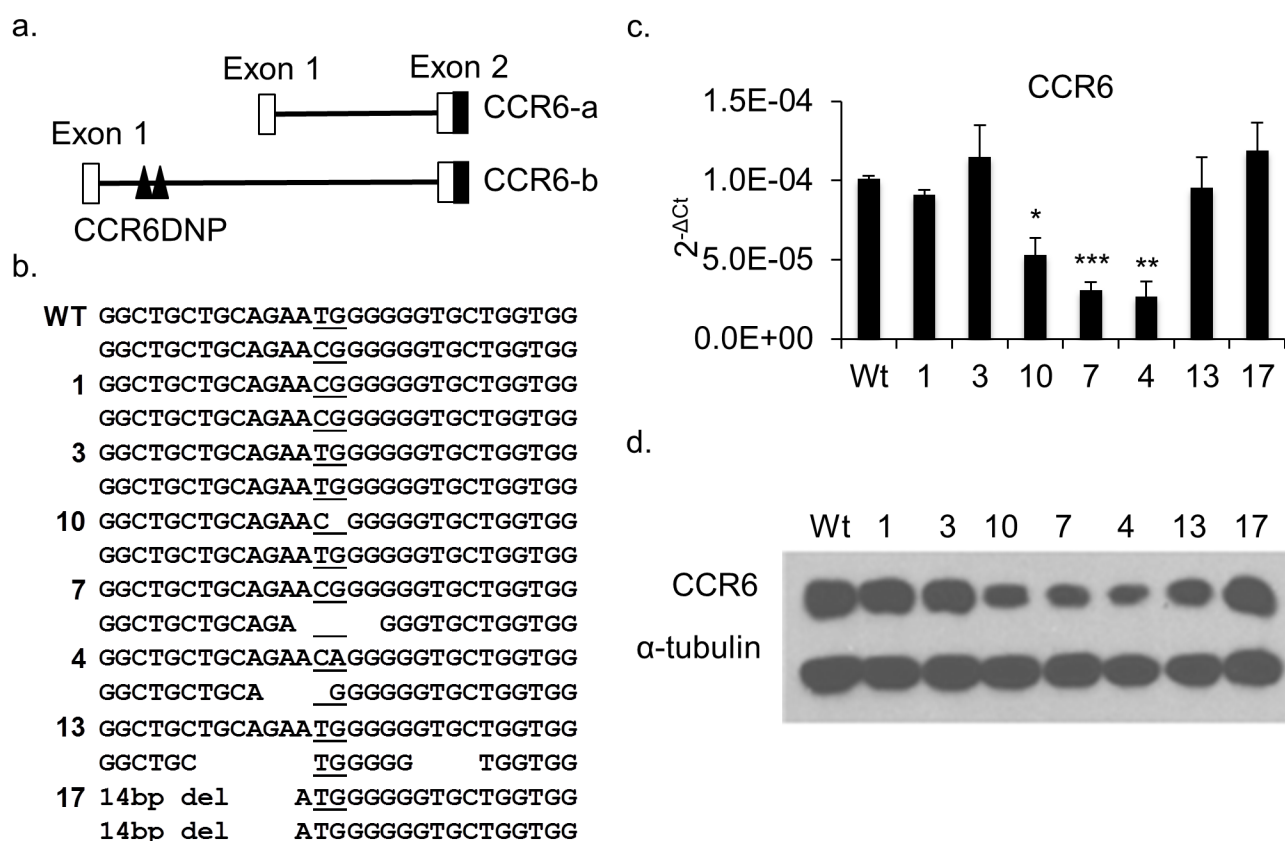 a.
Exon 1 Exon 2
CCR6-a
Exon 1
CCR6-b
CCR6DNP
b.
WT GGCTGCTGCAGAATGGGGGGTGCTGGTGG
GGCTGCTGCAGAACGGGGGGTGCTGGTGG
1 GGCTGCTGCAGAACGGGGGGTGCTGGTGG
GGCTGCTGCAGAACGGGGGGTGCTGGTGG
3 GGCTGCTGCAGAATGGGGGGTGCTGGTGG
GGCTGCTGCAGAATGGGGGGTGCTGGTGG
10 GGCTGCTGCAGAAC GGGGGTGCTGGTGG
GGCTGCTGCAGAATGGGGGGTGCTGGTGG
7 GGCTGCTGCAGAACGGGGGGTGCTGGTGG
GGCTGCTGCAGA GGGTGCTGGTGG
4 GGCTGCTGCAGAACAGGGGGTGCTGGTGG
GGCTGCTGCA GGGGGGTGCTGGTGG
13 GGCTGCTGCAGAATGGGGGGTGCTGGTGG
GGCTGC TGGGGG TGGTGG
17 14bp del ATGGGGGGTGCTGGTGG
14bp del ATGGGGGGTGCTGGTGG
c.
CCR6
2-ΔCt
1.5E-04
1.0E-04
5.0E-05
0.0E+00
* *** **
Wt 1 3 10 7 4 13 17
d.
Wt 1 3 10 7 4 13 17
CCR6
α-tubulin